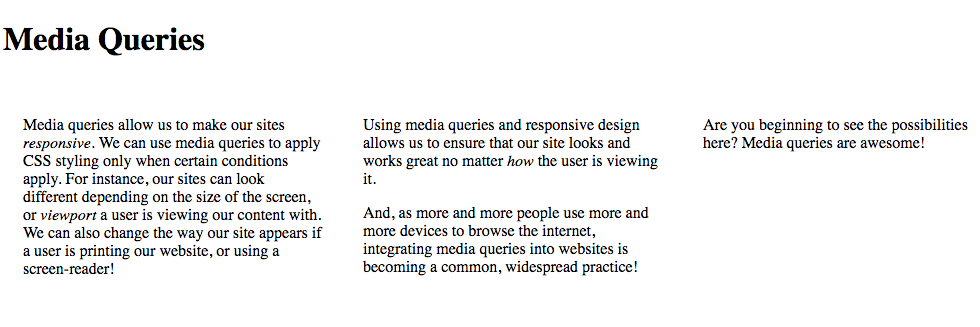 Media Queries
Media queries allow us to make our sites
responsive. We can use media queries to apply
CSS styling only when certain conditions
apply. For instance, our sites can look
different depending on the size of the screen,
or viewport a user is viewing our content with.
We can also change the way our site appears if
a user is printing our website, or using a
screen-reader!
Using media queries and responsive design
allows us to ensure that our site looks and
works great no matter how the user is viewing
it.
And, as more and more people use more and
more devices to browse the internet,
integrating media queries into websites is
becoming a common, widespread practice!
Are you beginning to see the possibilities
here? Media queries are awesome!